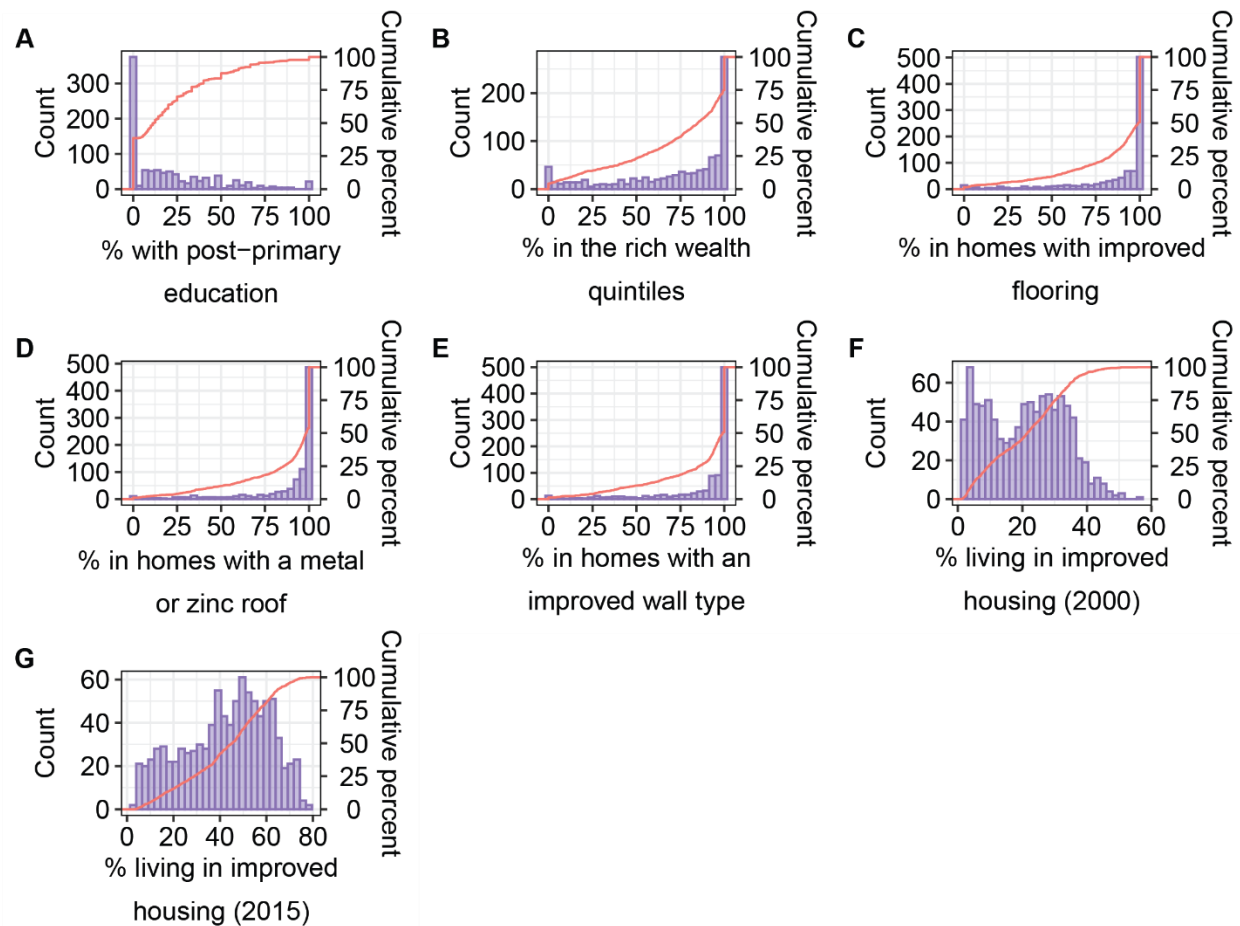 A
Count
300
200
100
0
100
75
50
25
0
Cumulative percent
0 25 50 75 100
% with post−primary
education
B
Count
200
100
0
100
75
50
25
0
Cumulative percent
0 25 50 75 100
% in the rich wealth
quintiles
C
Count
500
400
300
200
100
0
100
75
50
25
0
Cumulative percent
0 25 50 75 100
% in homes with improved
flooring
D
Count
500
400
300
200
100
0
100
75
50
25
0
Cumulative percent
0 25 50 75 100
% in homes with a metal
or zinc roof
E
Count
500
400
300
200
100
0
100
75
50
25
0
Cumulative percent
0 25 50 75 100
% in homes with an
improved wall type
F
Count
60
40
20
0
100
75
50
25
0
Cumulative percent
0 20 40 60
% living in improved
housing (2000)
G
Count
60
40
20
0
100
75
50
25
0
Cumulative percent
0 20 40 60 80
% living in improved
housing (2015)